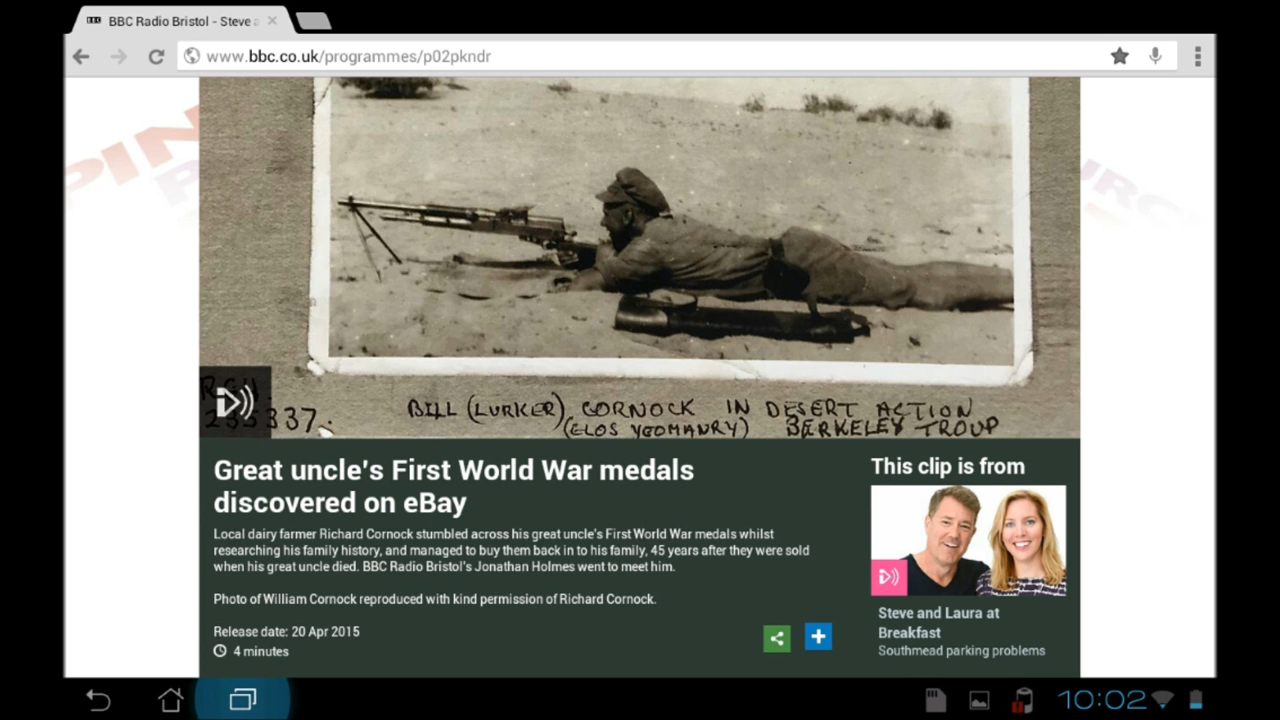 BBC BBC Radio Bristol - Steve a
www.bbc.co.uk/programmes/p02pkndr
PIN
URC
337.
BILL (LURKER) CORNOCK IN DESERT ACTION
(GLOS YEOMANRY) BERKELEY TROUP
Great uncle's First World War medals
discovered on eBay
Local dairy farmer Richard Cornock stumbled across his great uncle's First World War medals whilst
researching his family history, and managed to buy them back in to his family, 45 years after they were sold
when his great uncle died. BBC Radio Bristol's Jonathan Holmes went to meet him.
Photo of William Cornock reproduced with kind permission of Richard Cornock.
Release date: 20 Apr 2015
4 minutes
This clip is from
Steve and Laura at
Breakfast
Southmead parking problems
10:02